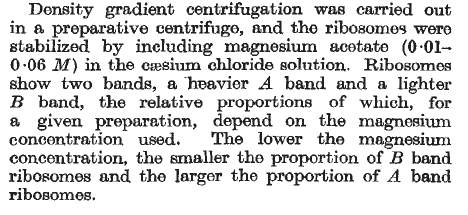 Density gradient centrifugation was carried out
in a preparative centrifuge, and the ribosomes were
stabilized by including magnesium acetate (0·01–
0·06 M) in the cæsium chloride solution. Ribosomes
show two bands, a heavier A band and a lighter
B band, the relative proportions of which, for
a given preparation, depend on the magnesium
concentration used. The lower the magnesium
concentration, the smaller the proportion of B band
ribosomes and the larger the proportion of A band
ribosomes.